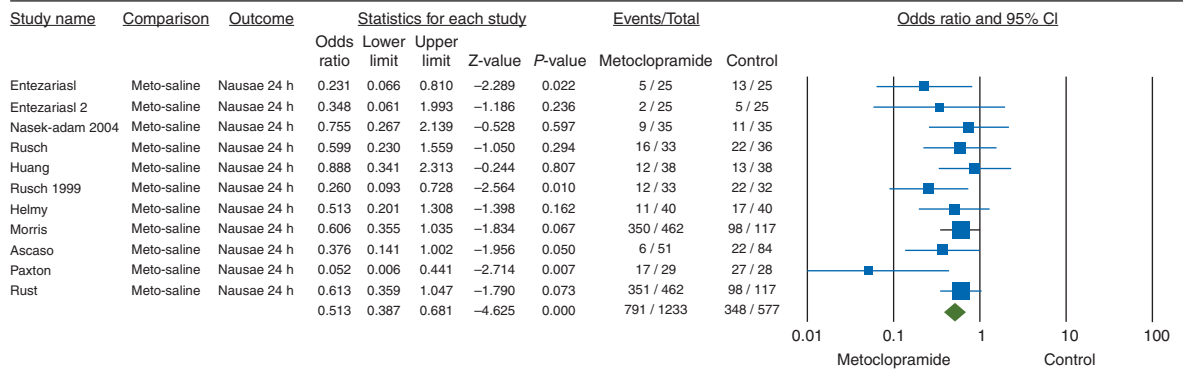 Study name Comparison Outcome Statistics for each study Events/Total Odds ratio and 95% CI
Odds Lower Upper
ratio limit limit Z-value P-value Metoclopramide Control
Entezariasl Meto-saline Nausae 24 h 0.231 0.066 0.810 –2.289 0.022 5 / 25 13 / 25
Entezariasl 2 Meto-saline Nausae 24 h 0.348 0.061 1.993 –1.186 0.236 2 / 25 5 / 25
Nasek-adam 2004 Meto-saline Nausae 24 h 0.755 0.267 2.139 –0.528 0.597 9 / 35 11 / 35
Rusch Meto-saline Nausae 24 h 0.599 0.230 1.559 –1.050 0.294 16 / 33 22 / 36
Huang Meto-saline Nausae 24 h 0.888 0.341 2.313 –0.244 0.807 12 / 38 13 / 38
Rusch 1999 Meto-saline Nausae 24 h 0.260 0.093 0.728 –2.564 0.010 12 / 33 22 / 32
Helmy Meto-saline Nausae 24 h 0.513 0.201 1.308 –1.398 0.162 11 / 40 17 / 40
Morris Meto-saline Nausae 24 h 0.606 0.355 1.035 –1.834 0.067 350 / 462 98 / 117
Ascaso Meto-saline Nausae 24 h 0.376 0.141 1.002 –1.956 0.050 6 / 51 22 / 84
Paxton Meto-saline Nausae 24 h 0.052 0.006 0.441 –2.714 0.007 17 / 29 27 / 28
Rust Meto-saline Nausae 24 h 0.613 0.359 1.047 –1.790 0.073 351 / 462 98 / 117
0.513 0.387 0.681 –4.625 0.000 791 / 1233 348 / 577
0.01 0.1 1 10 100
Metoclopramide Control